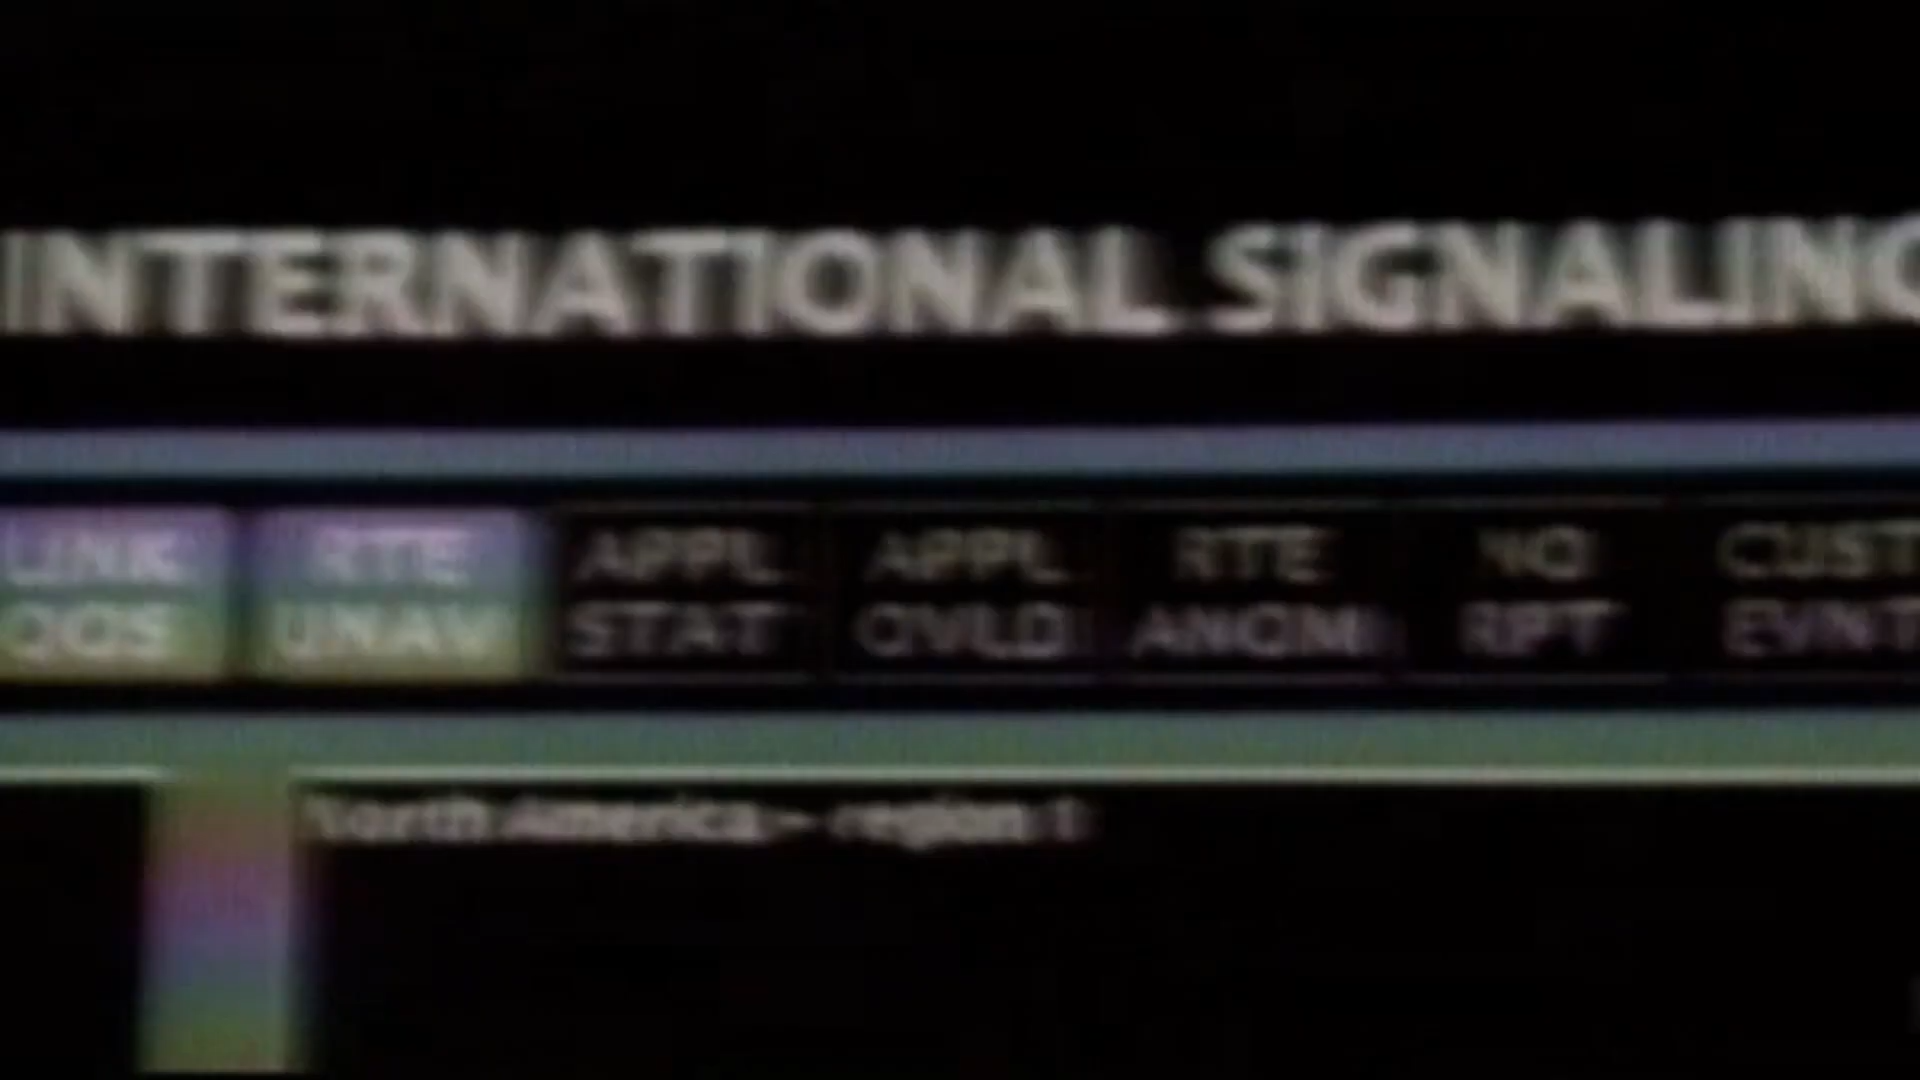 INTERNATIONAL SIGNALING
LINK RTE APPL APPL RTE NO CUST
QOS UNAV STAT OVLD ANOM RPT EVNT
North America - region 1